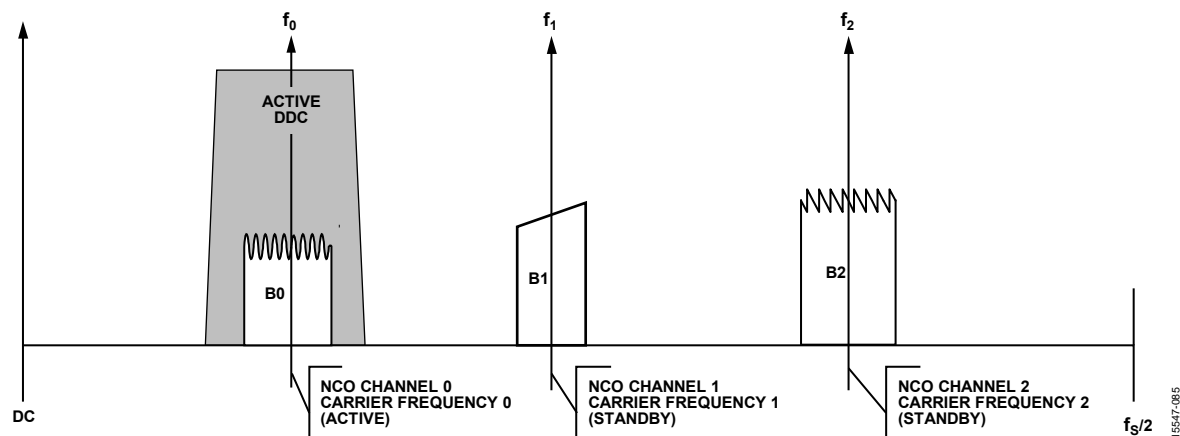 f0
f1
f2
ACTIVE
DDC
B0
B1
B2
NCO CHANNEL 0
CARRIER FREQUENCY 0
(ACTIVE)
NCO CHANNEL 1
CARRIER FREQUENCY 1
(STANDBY)
NCO CHANNEL 2
CARRIER FREQUENCY 2
(STANDBY)
DC
fS/2
15547-085